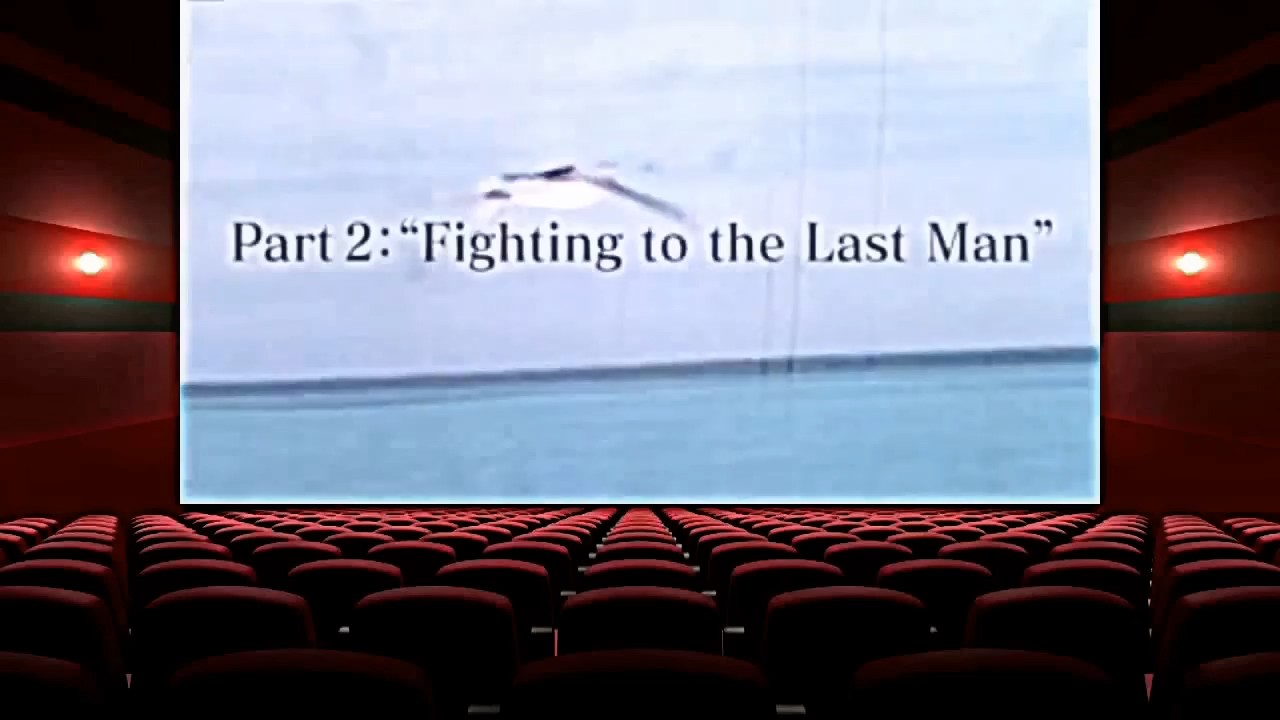 Part 2: “Fighting to the Last Man”